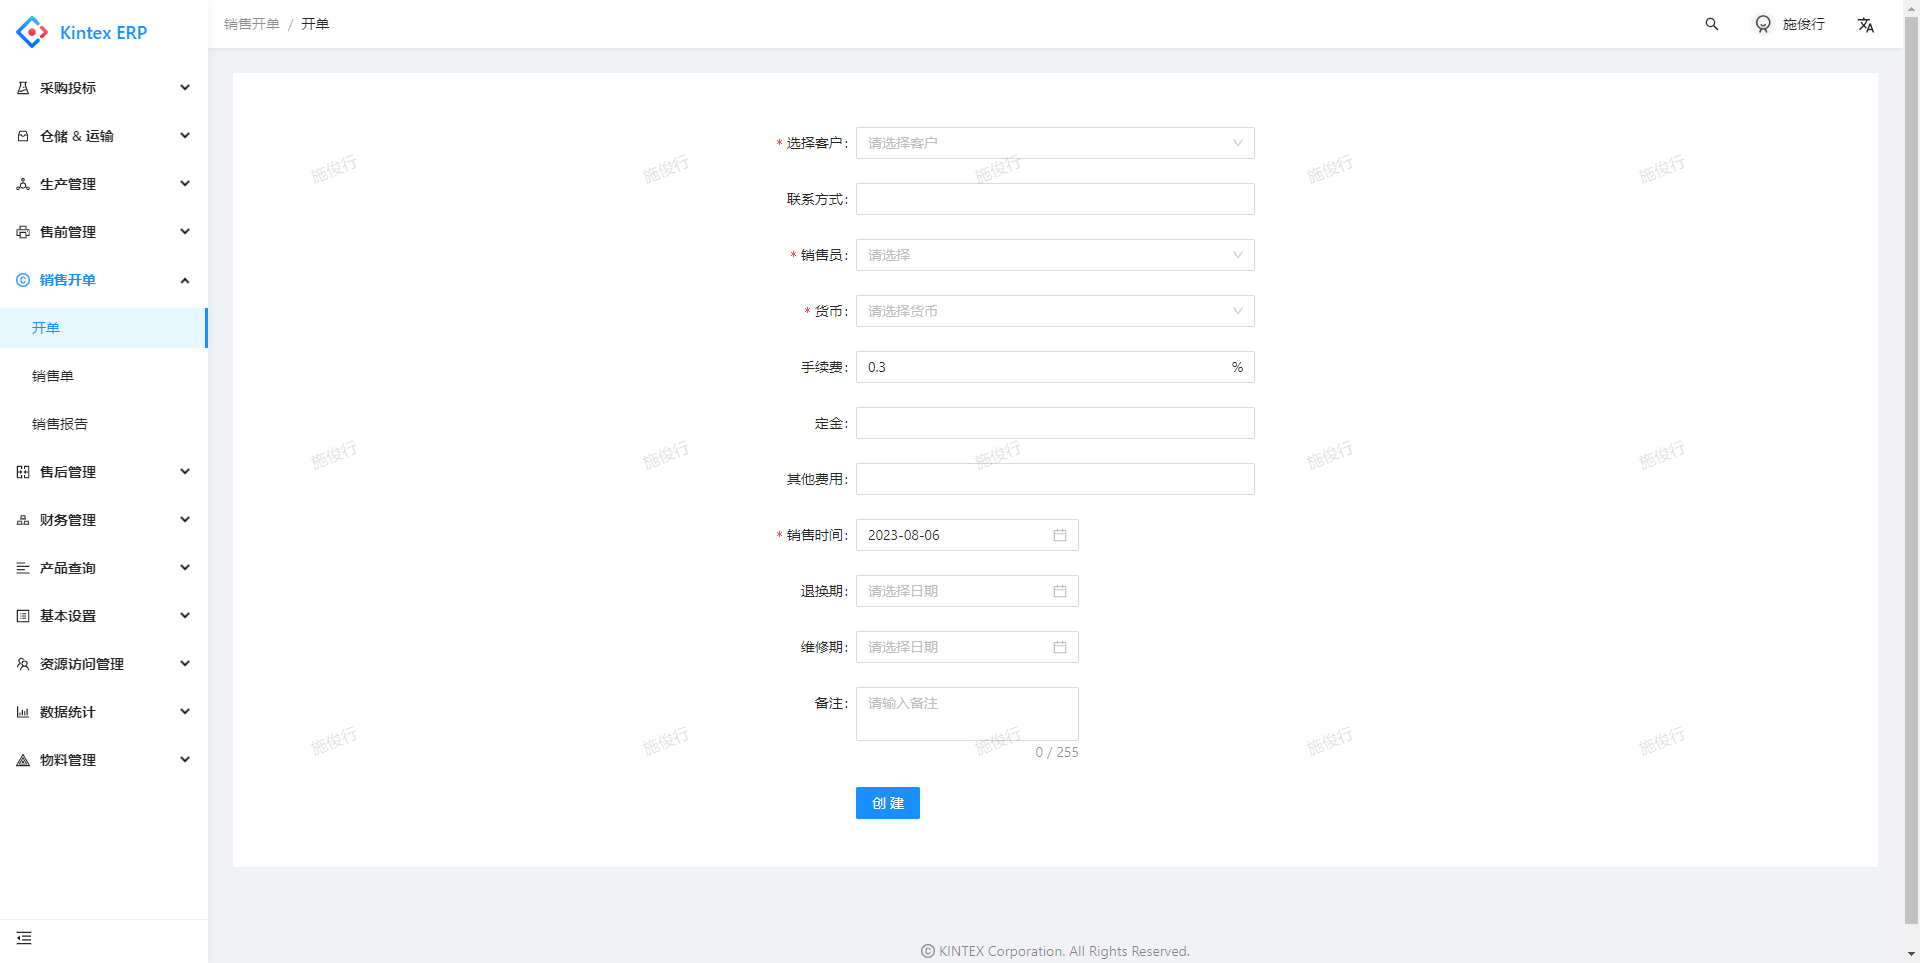 Kintex ERP
销售开单 / 开单
施俊行
采购投标
仓储 & 运输
生产管理
售前管理
销售开单
开单
销售单
销售报告
售后管理
财务管理
产品查询
基本设置
资源访问管理
数据统计
物料管理
* 选择客户: 请选择客户
联系方式:
* 销售员: 请选择
* 货币: 请选择货币
手续费: 0.3 %
定金:
其他费用:
* 销售时间: 2023-08-06
退换期: 请选择日期
维修期: 请选择日期
备注: 请输入备注
0 / 255
创 建
施俊行 施俊行 施俊行 施俊行 施俊行
施俊行 施俊行 施俊行 施俊行 施俊行
施俊行 施俊行 施俊行 施俊行 施俊行
© KINTEX Corporation. All Rights Reserved.